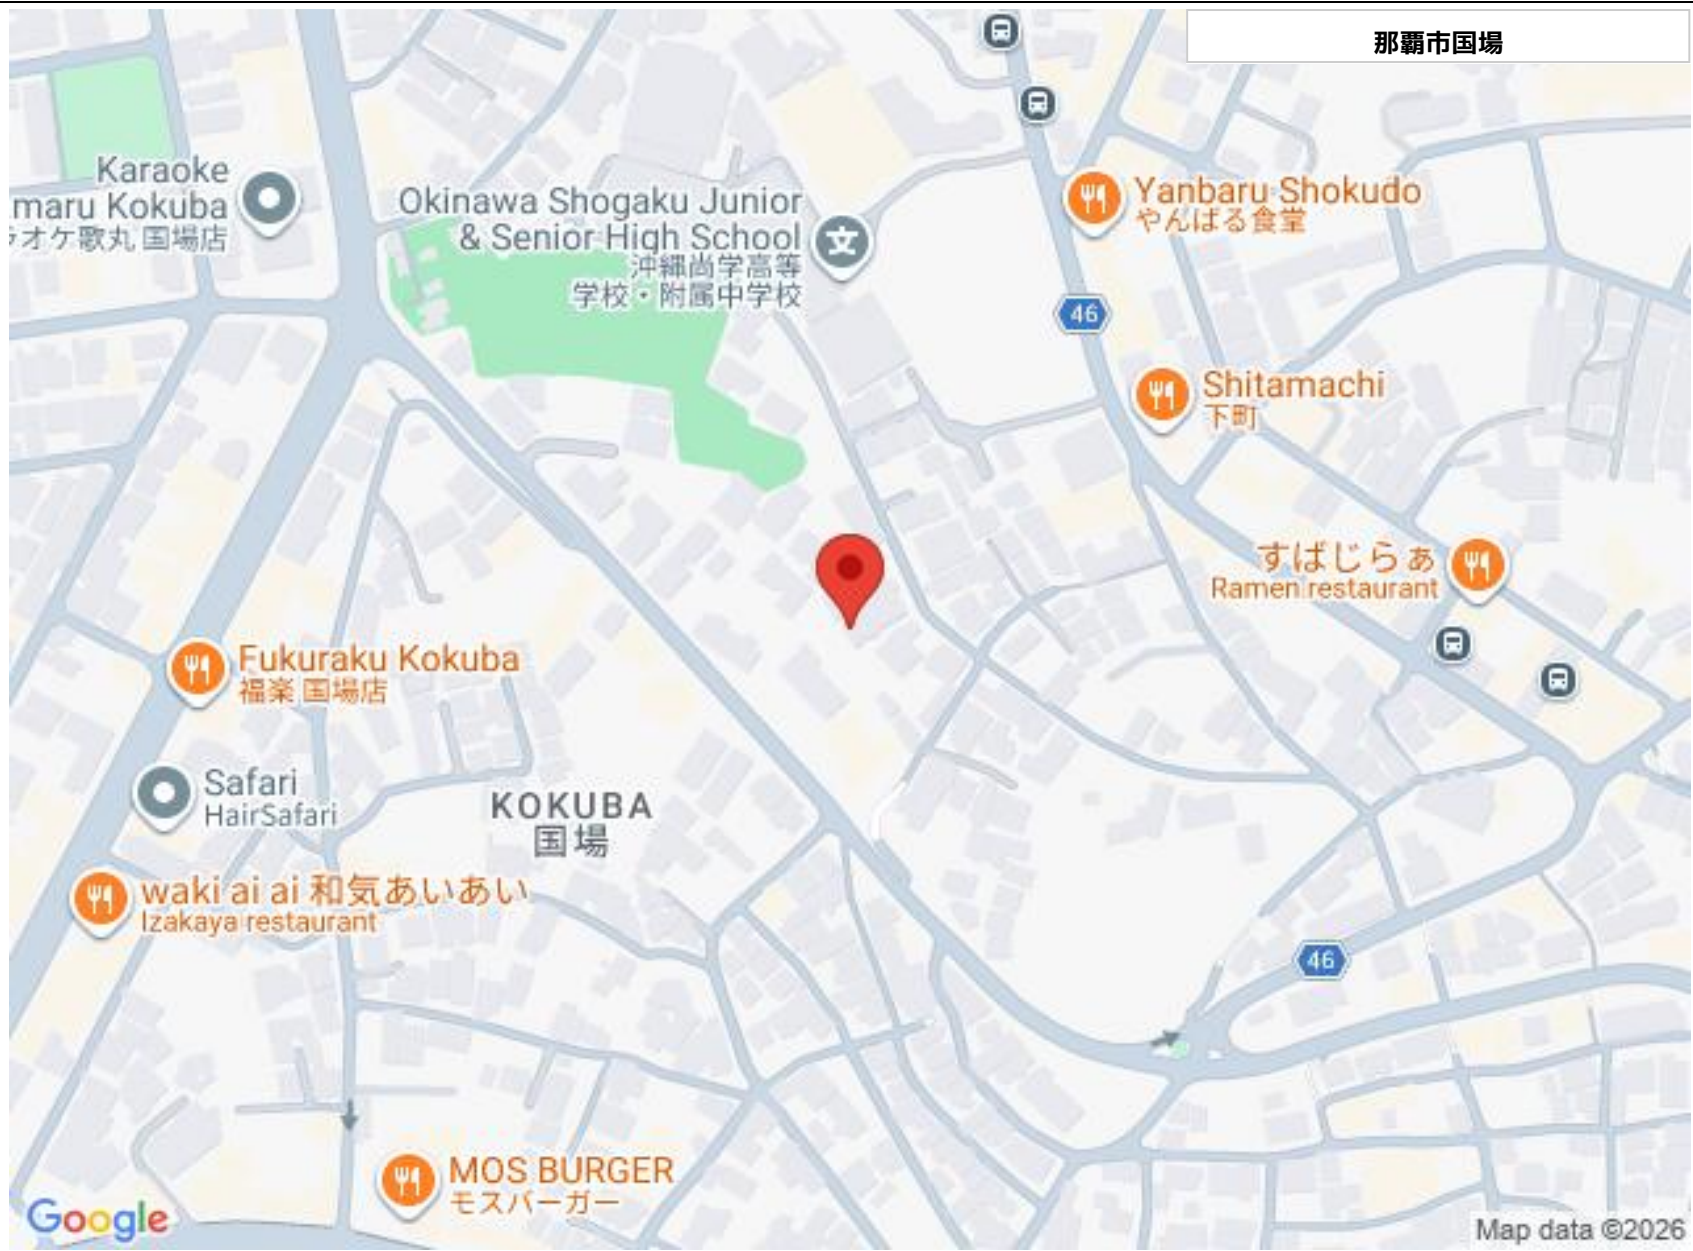 那覇市国場
Karaoke
maru Kokuba
オケ歌丸 国場店
Okinawa Shogaku Junior
& Senior High School
沖縄尚学高等
学校・附属中学校
Yanbaru Shokudo
やんばる食堂
46
Shitamachi
下町
すばじらぁ
Ramen restaurant
Fukuraku Kokuba
福楽 国場店
Safari
HairSafari
KOKUBA
国場
waki ai ai 和気あいあい
Izakaya restaurant
46
MOS BURGER
モスバーガー
Google
Map data ©2026